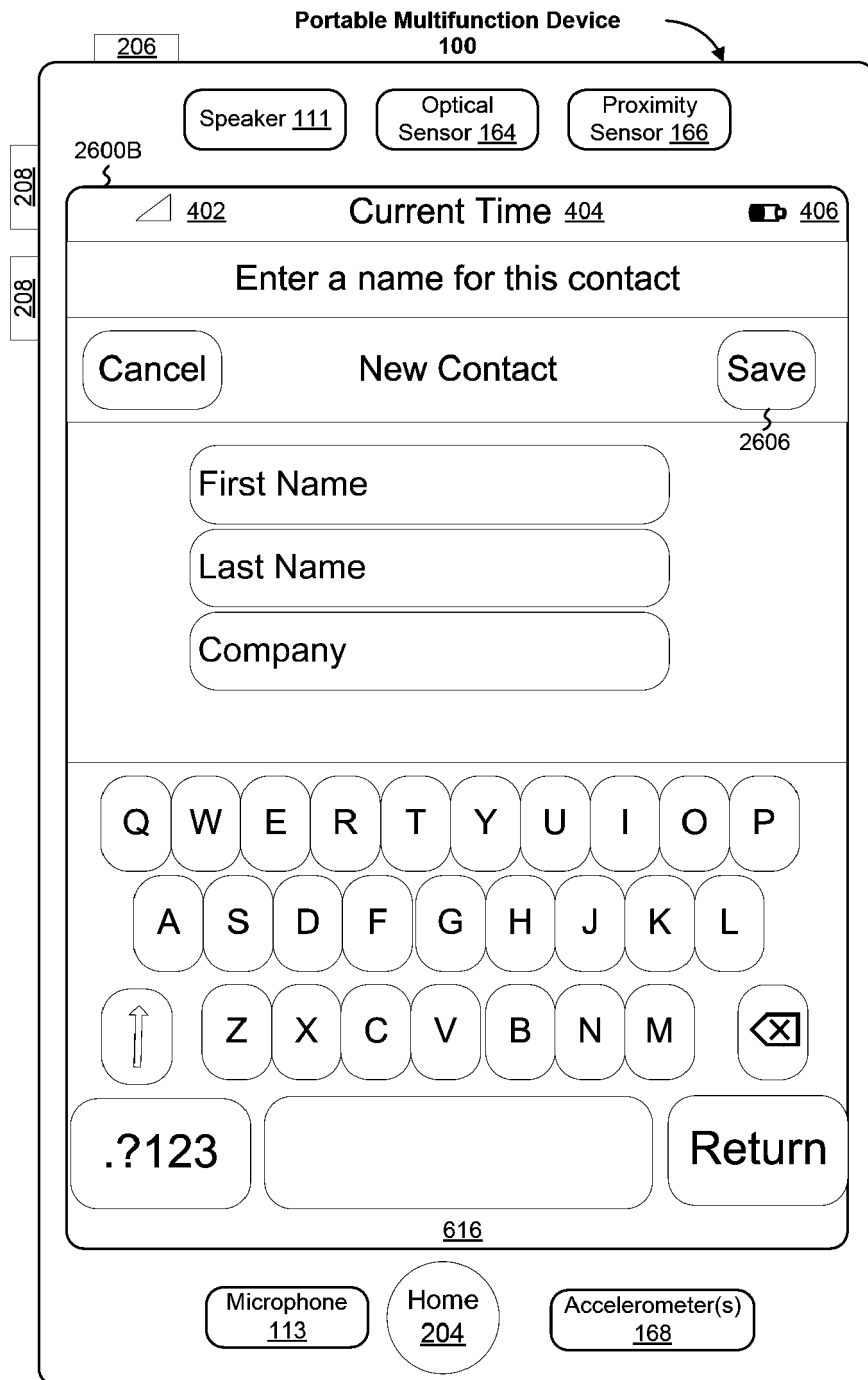 Portable Multifunction Device
100
206
Speaker 111
Optical
Sensor 164
Proximity
Sensor 166
2600B
208
208
402
Current Time 404
406
Enter a name for this contact
Cancel
New Contact
Save
2606
First Name
Last Name
Company
Q W E R T Y U I O P
A S D F G H J K L
Z X C V B N M
.?123
Return
616
Microphone
113
Home
204
Accelerometer(s)
168